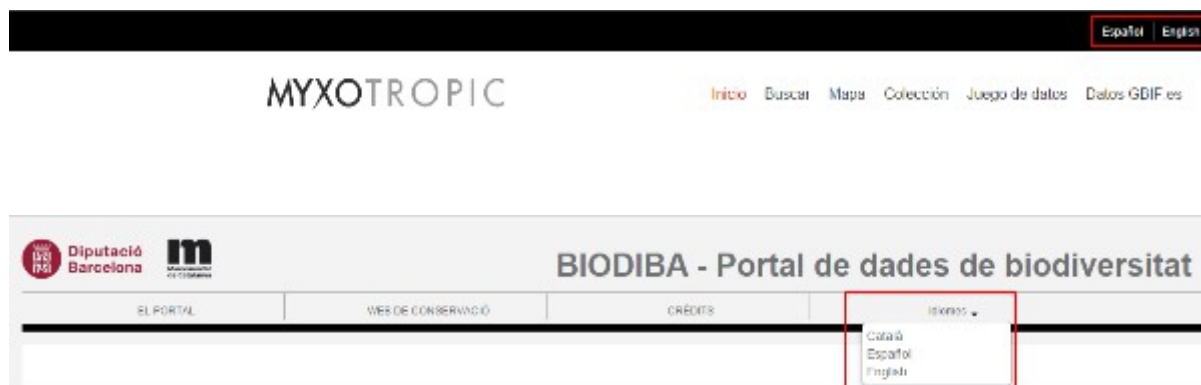 Español English
MYXOTROPIC
Inicio Buscar Mapa Colección Juego de datos Datos GBIF.es
Diputació
Barcelona
m
BIODIBA - Portal de dades de biodiversitat
EL PORTAL WEB DE CONSERVACIÓ CRÈDITS Idiomes
Català
Español
English